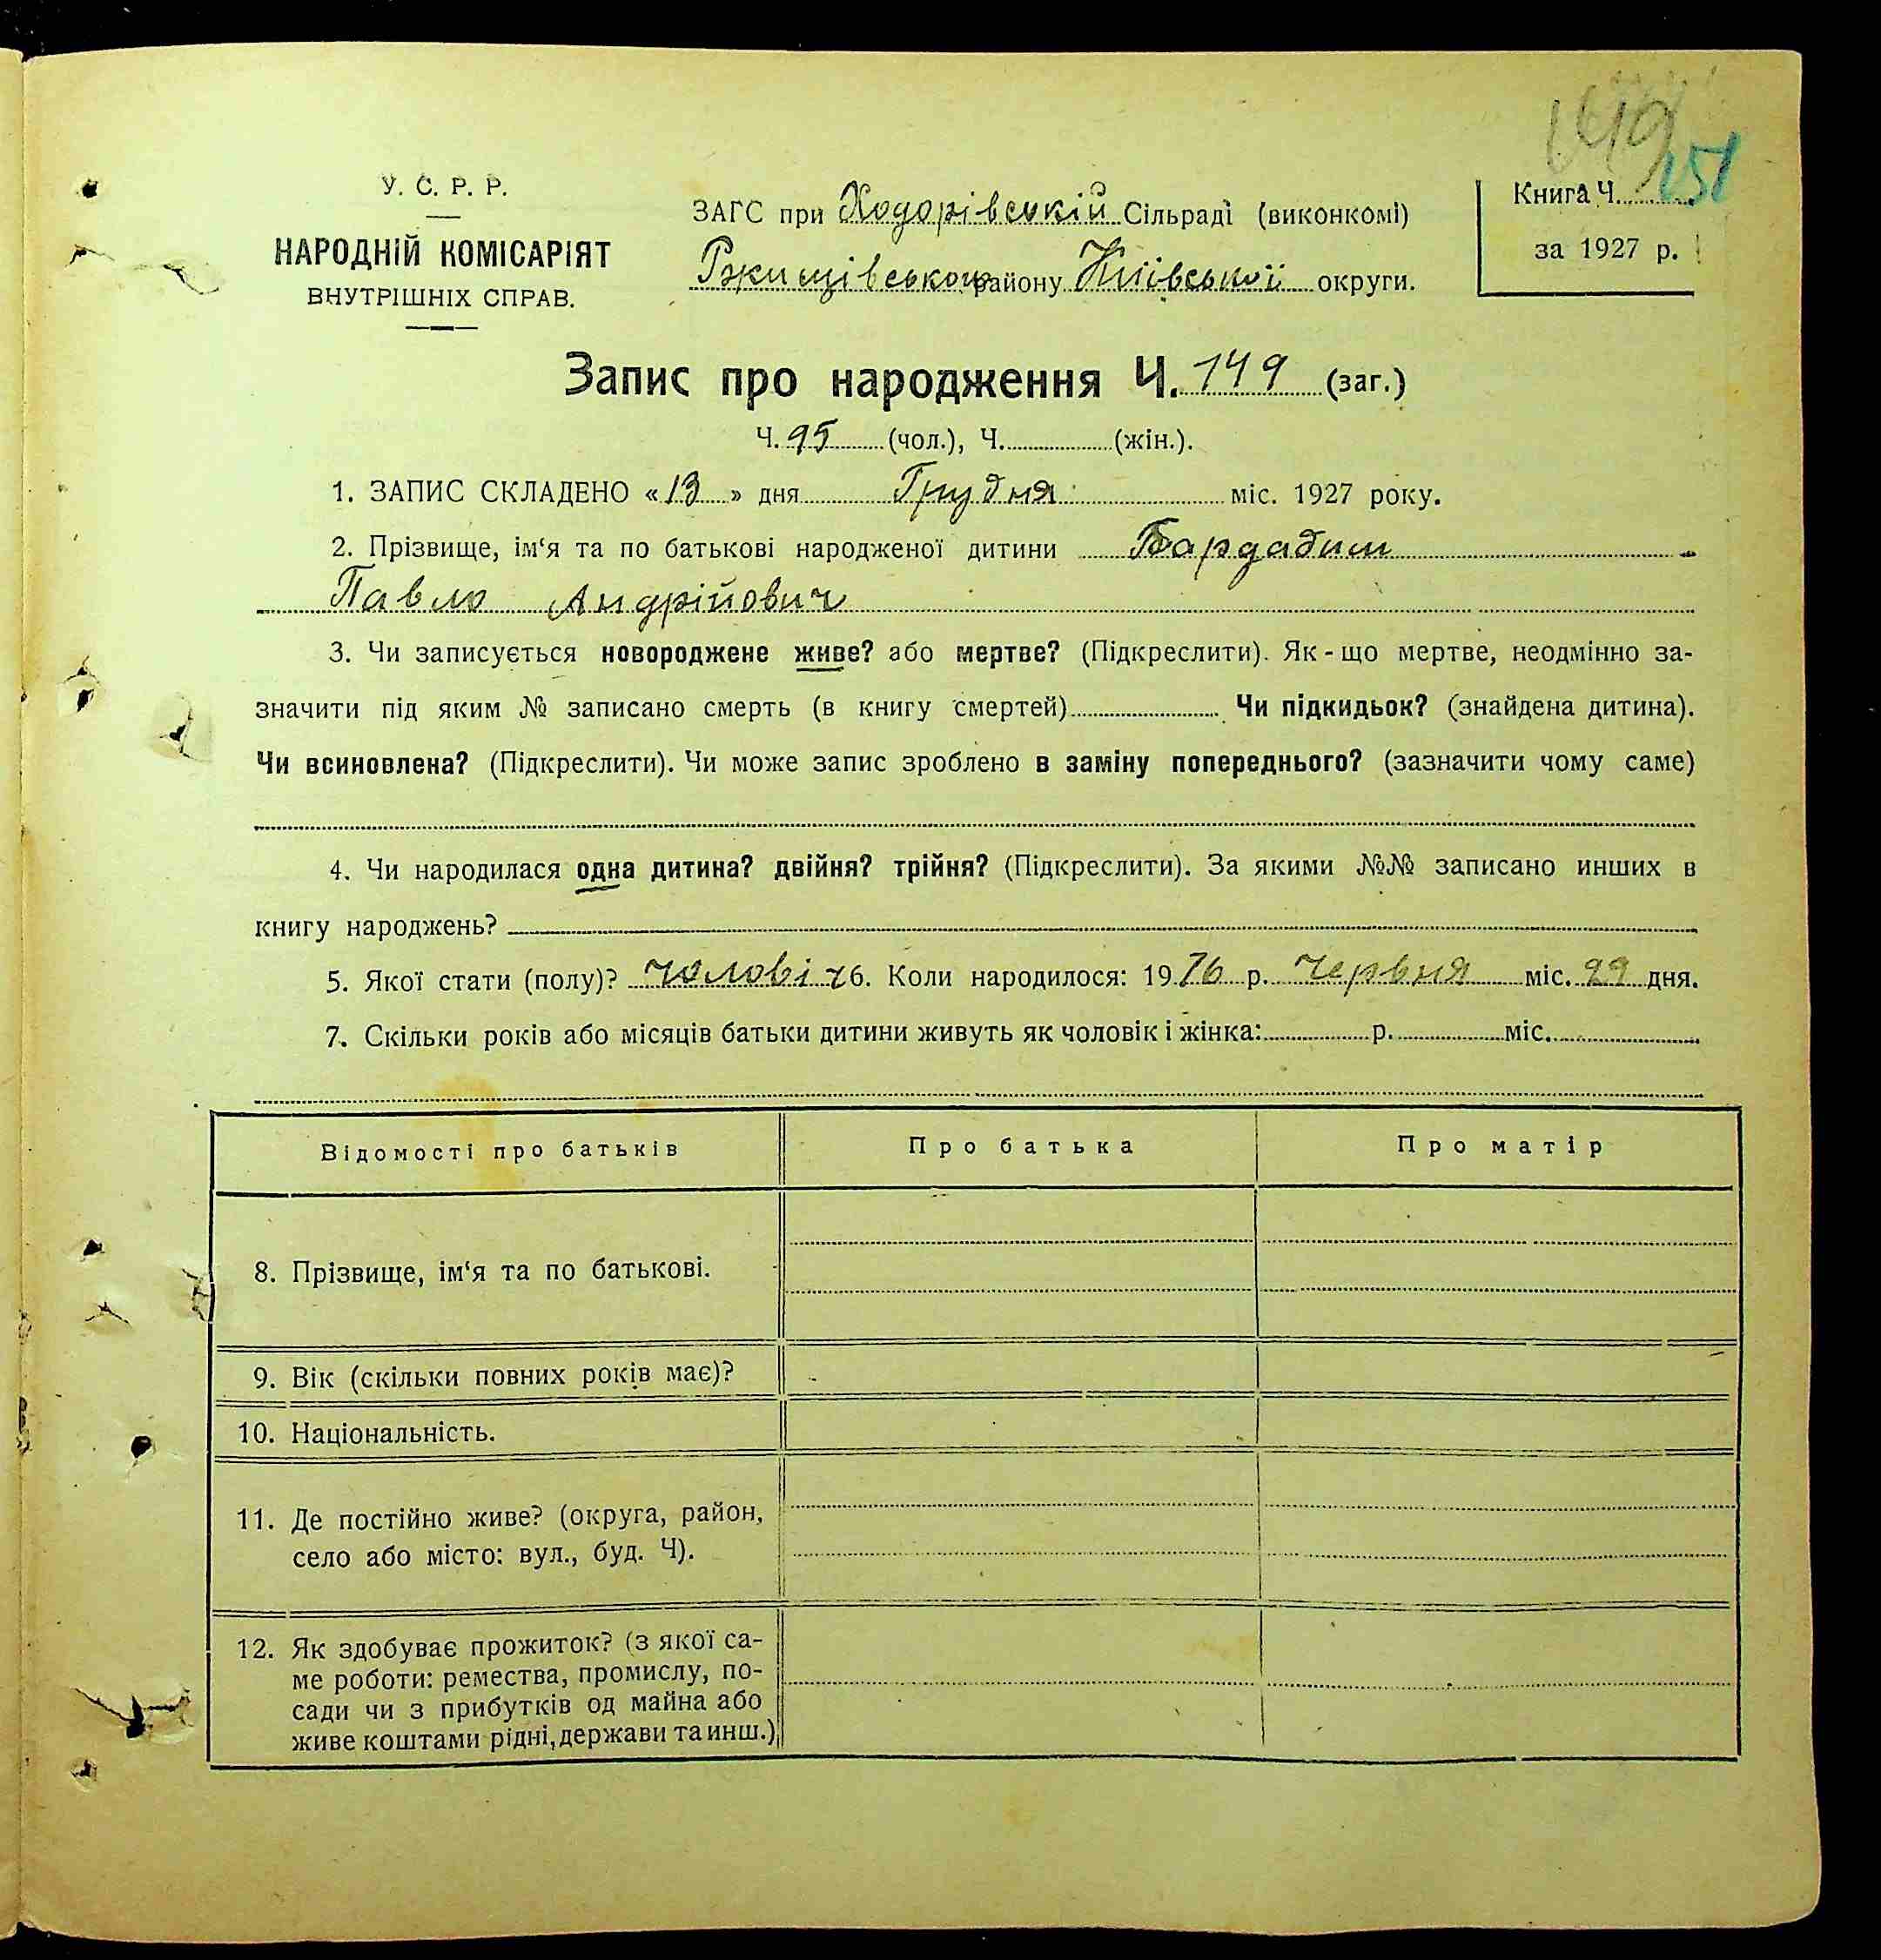 149
151
У. С. Р. Р.
НАРОДНІЙ КОМІСАРІЯТ
ВНУТРІШНІХ СПРАВ.
ЗАГС при Ходорівській Сільраді (виконкомі)
Ржищівського району Київської округи.
Книга Ч.
за 1927 р.
Запис про народження Ч. 149 (заг.)
Ч. 95 (чол.), Ч. (жін.).
1. ЗАПИС СКЛАДЕНО «13» дня Грудня міс. 1927 року.
2. Прізвище, ім‘я та по батькові народженої дитини Бардадим
Павло Андрійович
3. Чи записується новороджене живе? або мертве? (Підкреслити). Як-що мертве, неодмінно за-
значити під яким № записано смерть (в книгу смертей) Чи підкидьок? (знайдена дитина).
Чи всиновлена? (Підкреслити). Чи може запис зроблено в заміну попереднього? (зазначити чому саме)
4. Чи народилася одна дитина? двійня? трійня? (Підкреслити). За якими №№ записано инших в
книгу народжень?
5. Якої стати (полу)? чоловіч 6. Коли народилося: 1916 р. Червня міс. 29 дня.
7. Скільки років або місяців батьки дитини живуть як чоловік і жінка: р. міс.
Відомості про батьків Про батька Про матір
8. Прізвище, ім‘я та по батькові.
9. Вік (скільки повних років має)?
10. Національність.
11. Де постійно живе? (округа, район,
село або місто: вул., буд. Ч).
12. Як здобуває прожиток? (з якої са-
ме роботи: ремества, промислу, по-
сади чи з прибутків од майна або
живе коштами рідні, держави та инш.)